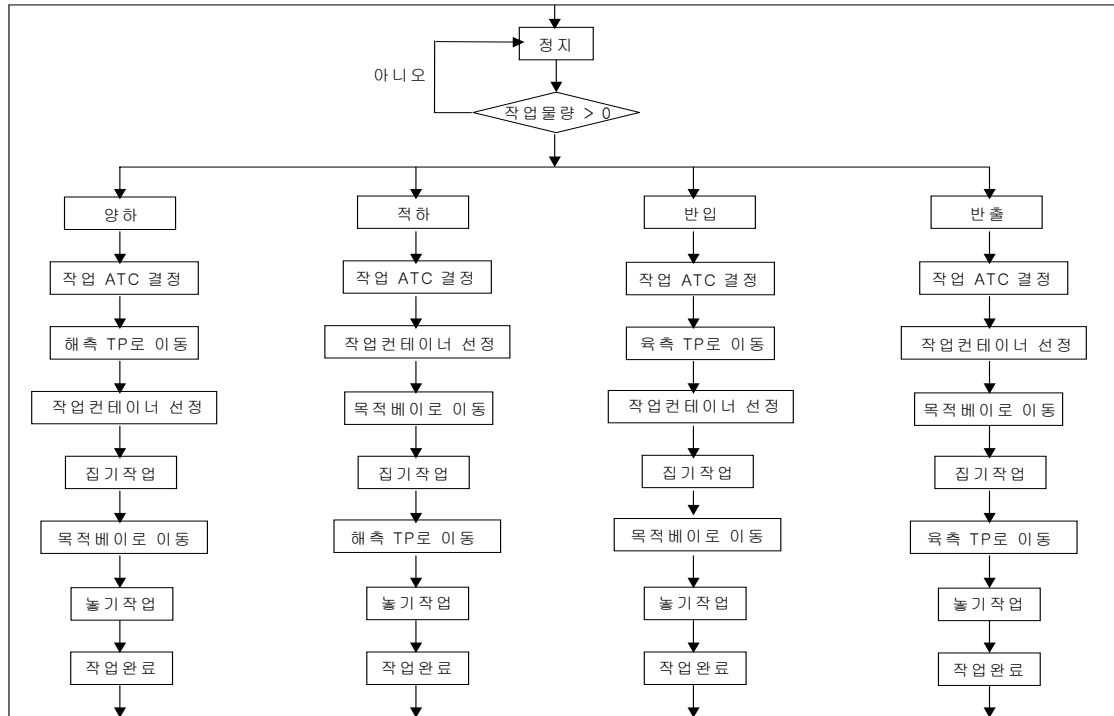 정지
아니오
작업물량 > 0
양하
적하
반입
반출
작업 ATC 결정
작업 ATC 결정
작업 ATC 결정
작업 ATC 결정
해측 TP로 이동
작업컨테이너 선정
육측 TP로 이동
작업컨테이너 선정
작업컨테이너 선정
목적베이로 이동
작업컨테이너 선정
목적베이로 이동
집기작업
집기작업
집기작업
집기작업
목적베이로 이동
해측 TP로 이동
목적베이로 이동
육측 TP로 이동
놓기작업
놓기작업
놓기작업
놓기작업
작업완료
작업완료
작업완료
작업완료